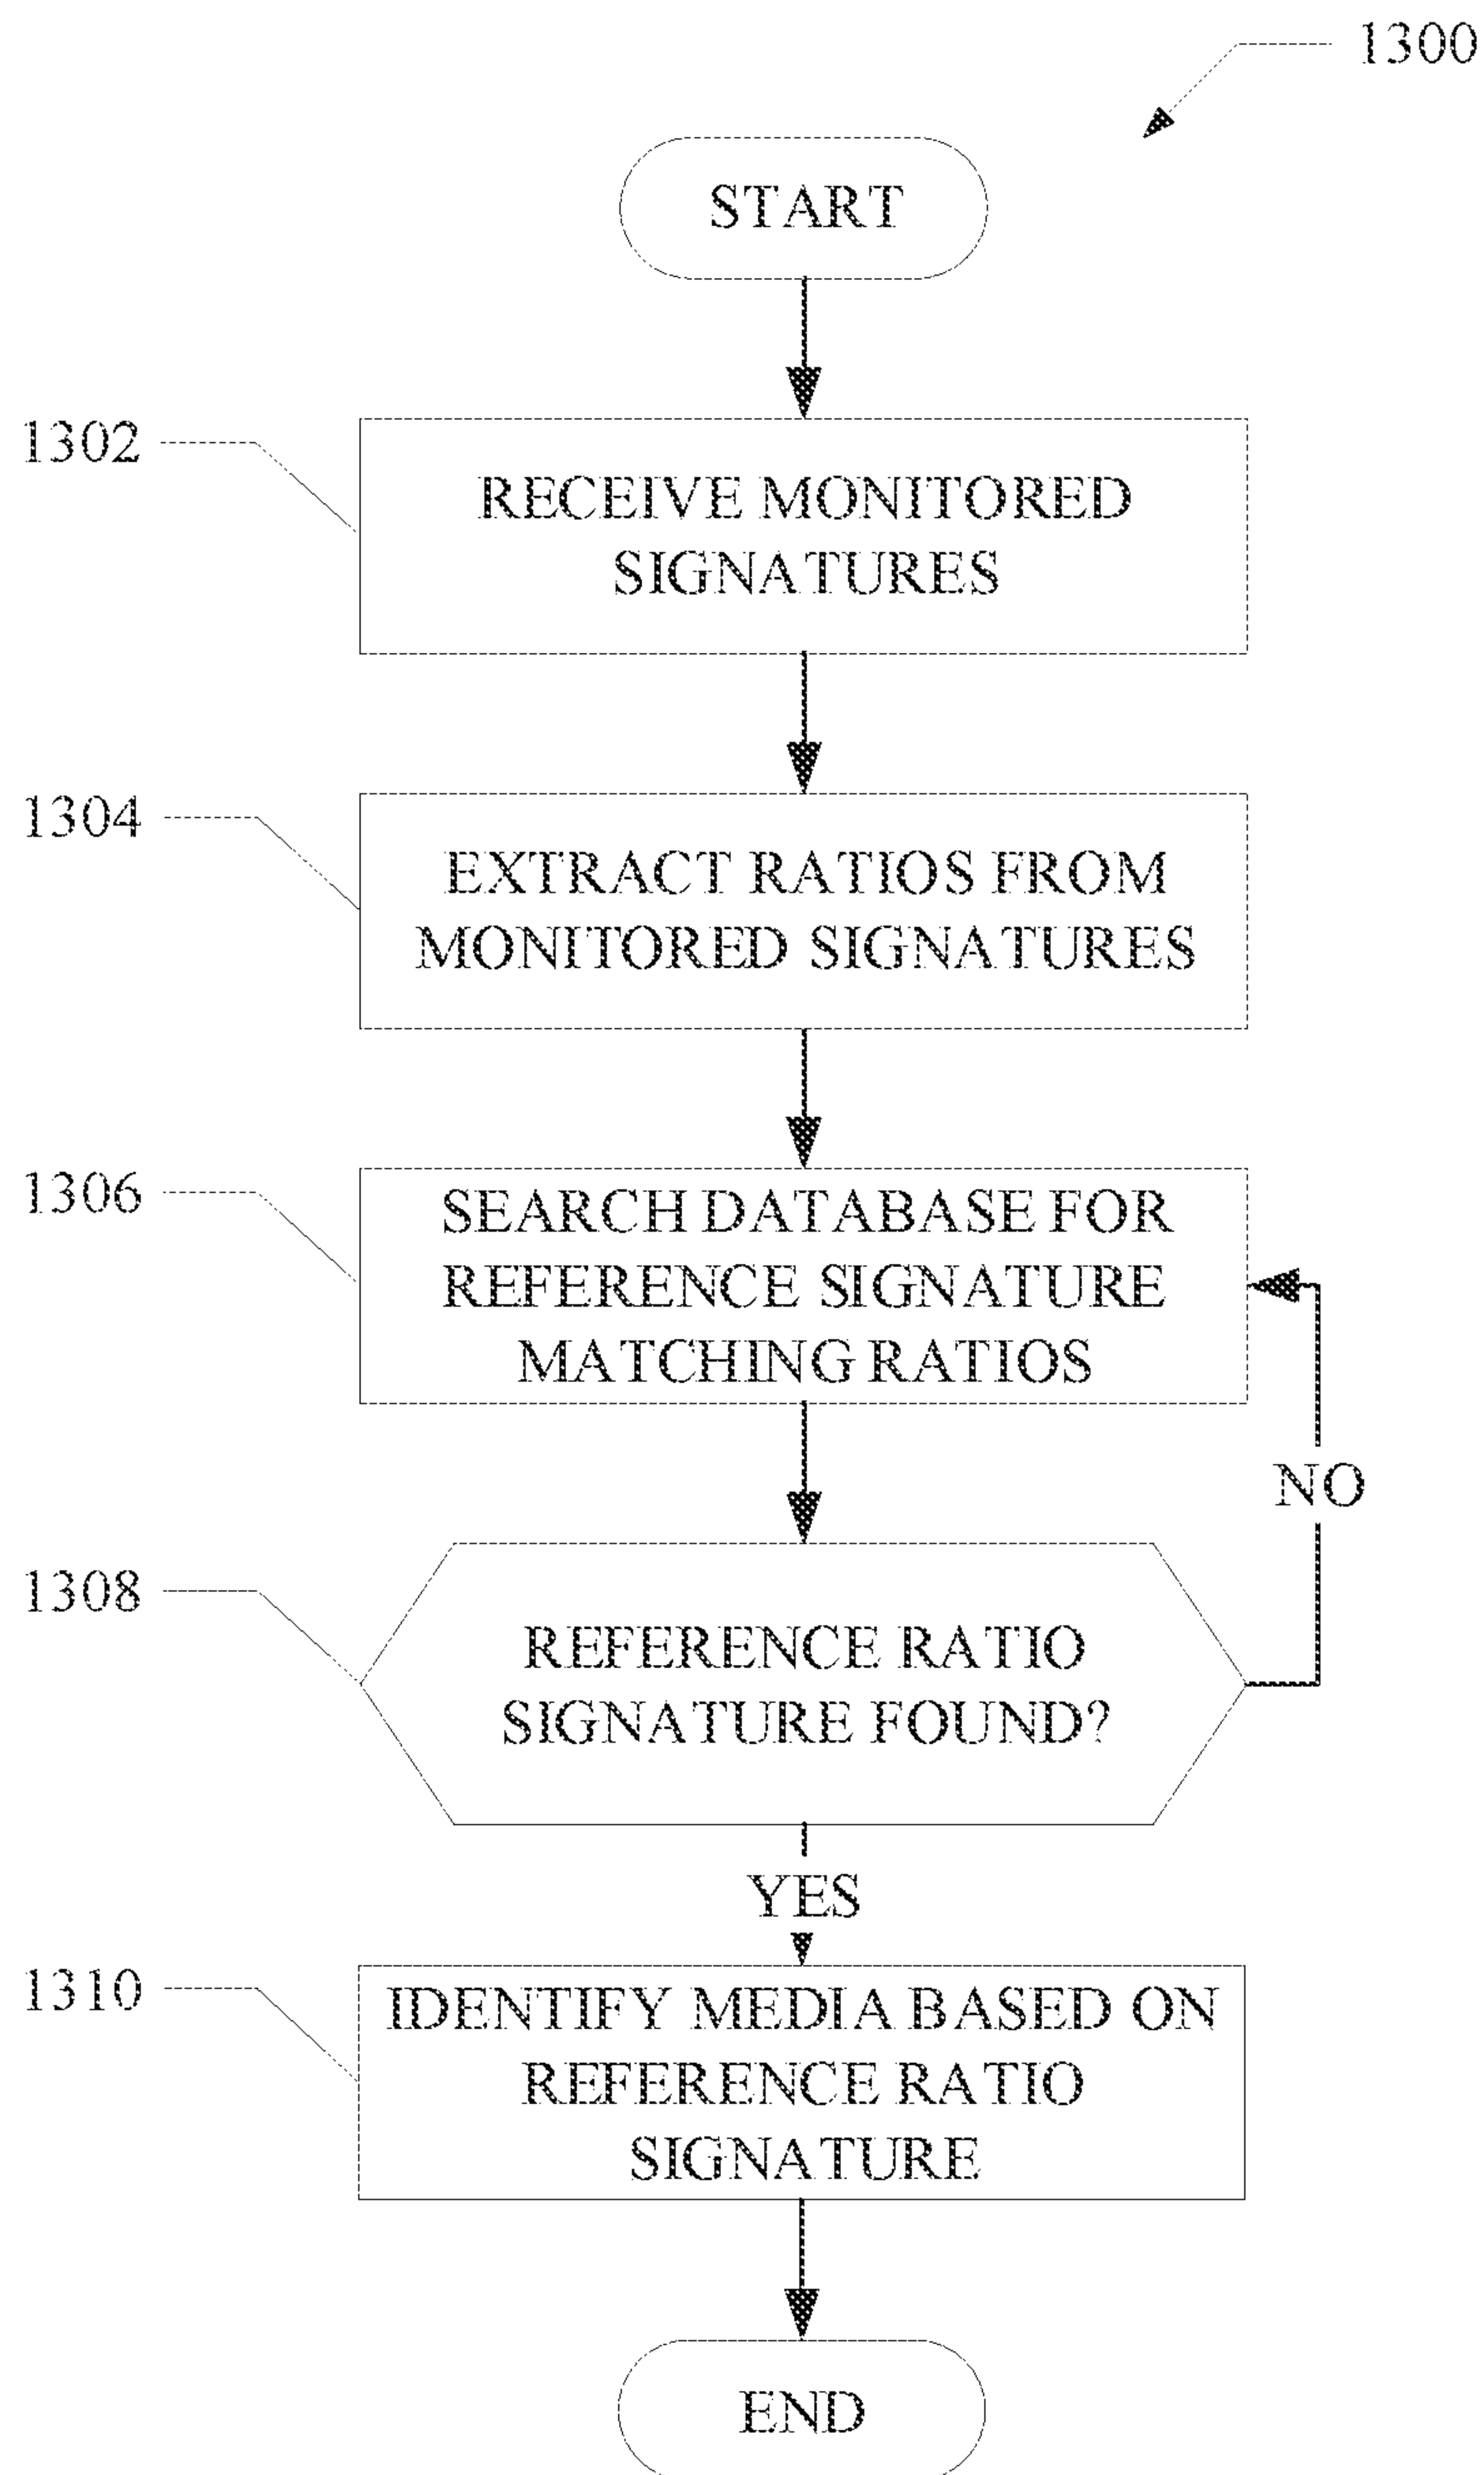 1300
START
1302
RECEIVE MONITORED
SIGNATURES
1304
EXTRACT RATIOS FROM
MONITORED SIGNATURES
1306
SEARCH DATABASE FOR
REFERENCE SIGNATURE
MATCHING RATIOS
NO
1308
REFERENCE RATIO
SIGNATURE FOUND?
YES
1310
IDENTIFY MEDIA BASED ON
REFERENCE RATIO
SIGNATURE
END